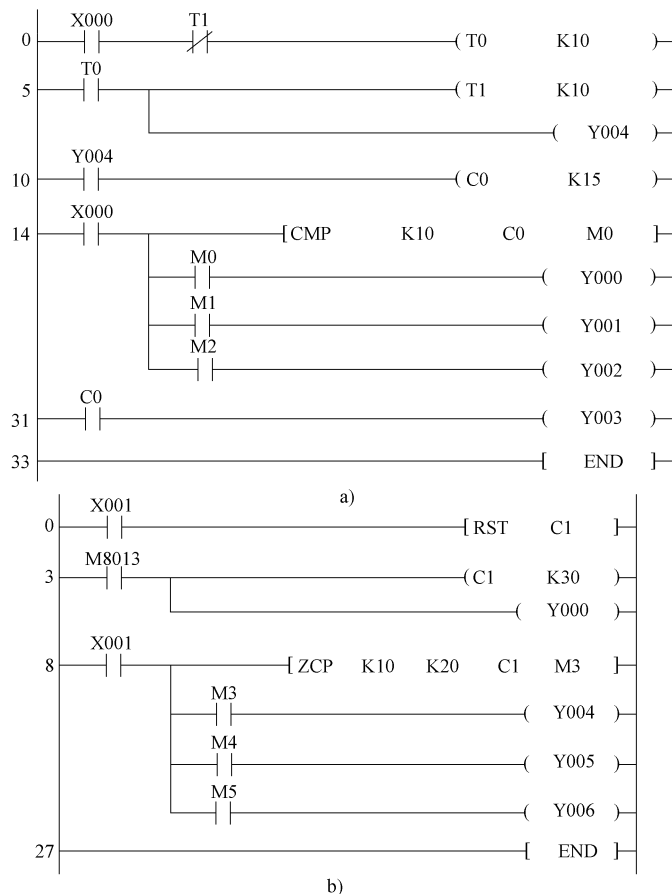 X000 T1
0 T0 K10
T0
5 T1 K10
Y004
Y004
10 C0 K15
X000
14 [CMP K10 C0 M0 ]
M0
( Y000 )
M1
( Y001 )
M2
( Y002 )
C0
31 ( Y003 )
33 [ END ]
a)
X001
0 [RST C1 ]
M8013
3 (C1 K30 )
( Y000 )
X001
8 [ZCP K10 K20 C1 M3 ]
M3
( Y004 )
M4
( Y005 )
M5
( Y006 )
27 [ END ]
b)